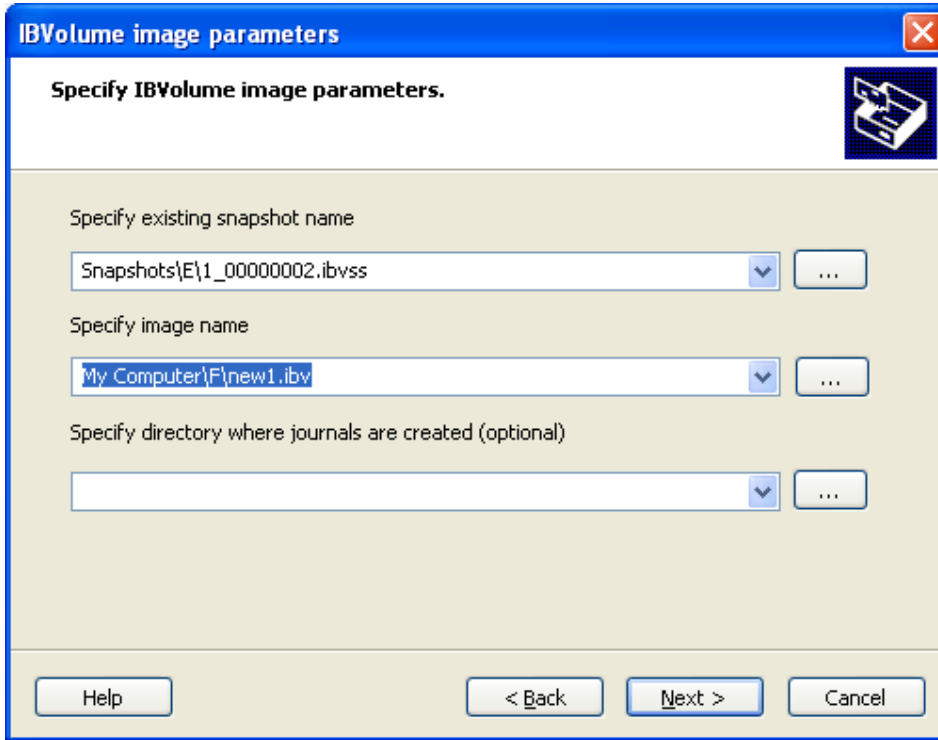 IBVolume image parameters
Specify IBVolume image parameters.
Specify existing snapshot name
Snapshots\E\1_00000002.ibvss
...
Specify image name
My Computer\F\new1.ibv
...
Specify directory where journals are created (optional)
...
Help
< Back
Next >
Cancel